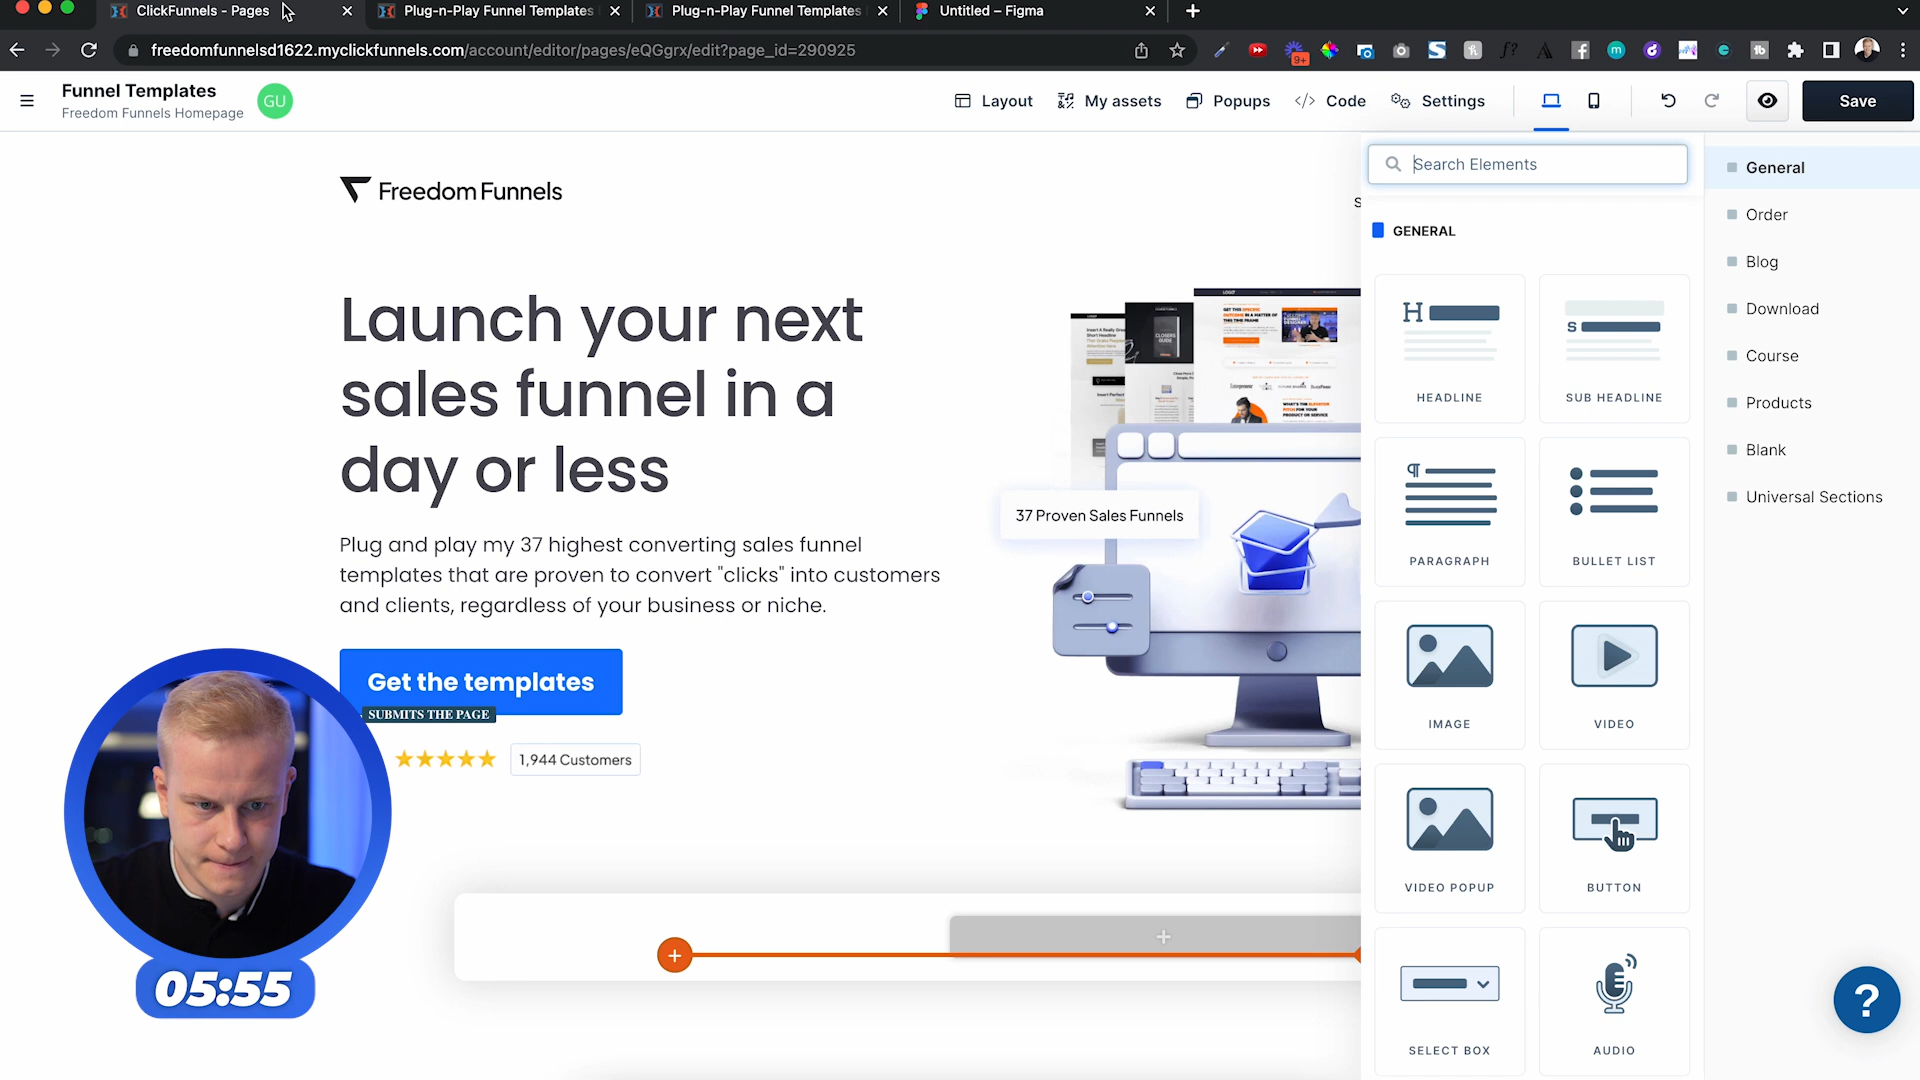 ClickFunnels - Pages
Plug-n-Play Funnel Templates
Plug-n-Play Funnel Templates
Untitled – Figma
freedomfunnelsd1622.myclickfunnels.com/account/editor/pages/eQGgrx/edit?page_id=290925
9+
Funnel Templates
Freedom Funnels Homepage
GU
Layout
My assets
Popups
Code
Settings
Save
Search Elements
General
Order
Blog
Download
Course
Products
Blank
Universal Sections
GENERAL
HEADLINE
SUB HEADLINE
PARAGRAPH
BULLET LIST
IMAGE
VIDEO
VIDEO POPUP
BUTTON
SELECT BOX
AUDIO
Freedom Funnels
S
Launch your next
sales funnel in a
day or less
Plug and play my 37 highest converting sales funnel
templates that are proven to convert "clicks" into customers
and clients, regardless of your business or niche.
Get the templates
SUBMITS THE PAGE
1,944 Customers
37 Proven Sales Funnels
05:55
?